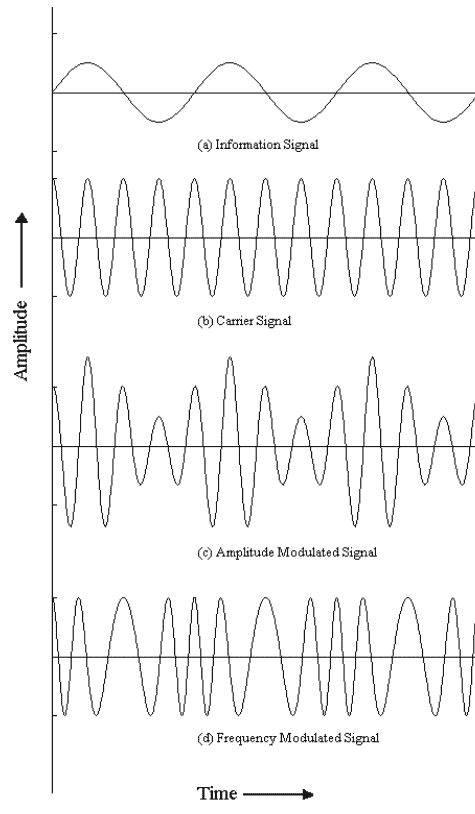 (a) Information Signal
(b) Carrier Signal
Amplitude
(c) Amplitude Modulated Signal
(d) Frequency Modulated Signal
Time